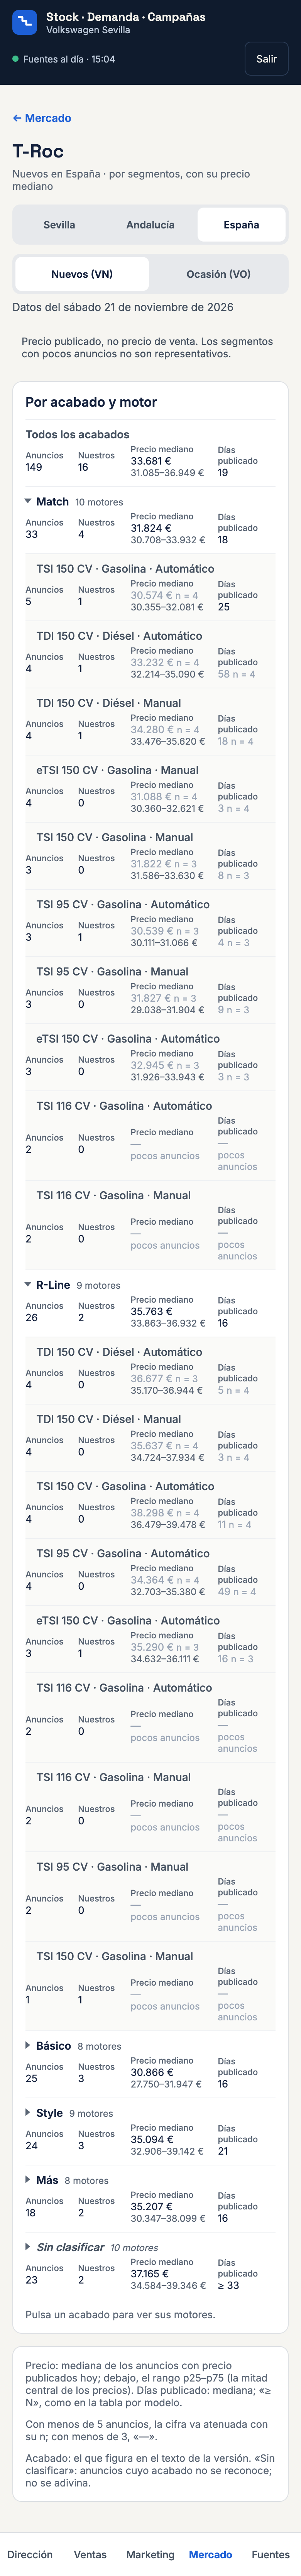 Stock · Demanda · Campañas
Volkswagen Sevilla
Fuentes al día · 15:04
Salir
← Mercado
T-Roc
Nuevos en España · por segmentos, con su precio
mediano
Sevilla
Andalucía
España
Nuevos (VN)
Ocasión (VO)
Datos del sábado 21 de noviembre de 2026
Precio publicado, no precio de venta. Los segmentos
con pocos anuncios no son representativos.
Por acabado y motor
Todos los acabados
Anuncios 149
Nuestros 16
Precio mediano 33.681 € 31.085–36.949 €
Días publicado 19
Match 10 motores
Anuncios 33
Nuestros 4
Precio mediano 31.824 € 30.708–33.932 €
Días publicado 18
TSI 150 CV · Gasolina · Automático
Anuncios 5
Nuestros 1
Precio mediano 30.574 € n = 4 30.355–32.081 €
Días publicado 25
TDI 150 CV · Diésel · Automático
Anuncios 4
Nuestros 1
Precio mediano 33.232 € n = 4 32.214–35.090 €
Días publicado 58 n = 4
TDI 150 CV · Diésel · Manual
Anuncios 4
Nuestros 1
Precio mediano 34.280 € n = 4 33.476–35.620 €
Días publicado 18 n = 4
eTSI 150 CV · Gasolina · Manual
Anuncios 4
Nuestros 0
Precio mediano 31.088 € n = 4 30.360–32.621 €
Días publicado 3 n = 4
TSI 150 CV · Gasolina · Manual
Anuncios 3
Nuestros 0
Precio mediano 31.822 € n = 3 31.586–33.630 €
Días publicado 8 n = 3
TSI 95 CV · Gasolina · Automático
Anuncios 3
Nuestros 1
Precio mediano 30.539 € n = 3 30.111–31.066 €
Días publicado 4 n = 3
TSI 95 CV · Gasolina · Manual
Anuncios 3
Nuestros 0
Precio mediano 31.827 € n = 3 29.038–31.904 €
Días publicado 9 n = 3
eTSI 150 CV · Gasolina · Automático
Anuncios 3
Nuestros 0
Precio mediano 32.945 € n = 3 31.926–33.943 €
Días publicado 3 n = 3
TSI 116 CV · Gasolina · Automático
Anuncios 2
Nuestros 0
Precio mediano — pocos anuncios
Días publicado — pocos anuncios
TSI 116 CV · Gasolina · Manual
Anuncios 2
Nuestros 0
Precio mediano — pocos anuncios
Días publicado — pocos anuncios
R-Line 9 motores
Anuncios 26
Nuestros 2
Precio mediano 35.763 € 33.863–36.932 €
Días publicado 16
TDI 150 CV · Diésel · Automático
Anuncios 4
Nuestros 0
Precio mediano 36.677 € n = 3 35.170–36.944 €
Días publicado 5 n = 4
TDI 150 CV · Diésel · Manual
Anuncios 4
Nuestros 0
Precio mediano 35.637 € n = 4 34.724–37.934 €
Días publicado 3 n = 4
TSI 150 CV · Gasolina · Automático
Anuncios 4
Nuestros 0
Precio mediano 38.298 € n = 4 36.479–39.478 €
Días publicado 11 n = 4
TSI 95 CV · Gasolina · Automático
Anuncios 4
Nuestros 0
Precio mediano 34.364 € n = 4 32.703–35.380 €
Días publicado 49 n = 4
eTSI 150 CV · Gasolina · Automático
Anuncios 3
Nuestros 1
Precio mediano 35.290 € n = 3 34.632–36.111 €
Días publicado 16 n = 3
TSI 116 CV · Gasolina · Automático
Anuncios 2
Nuestros 0
Precio mediano — pocos anuncios
Días publicado — pocos anuncios
TSI 116 CV · Gasolina · Manual
Anuncios 2
Nuestros 0
Precio mediano — pocos anuncios
Días publicado — pocos anuncios
TSI 95 CV · Gasolina · Manual
Anuncios 2
Nuestros 0
Precio mediano — pocos anuncios
Días publicado — pocos anuncios
TSI 150 CV · Gasolina · Manual
Anuncios 1
Nuestros 1
Precio mediano — pocos anuncios
Días publicado — pocos anuncios
Básico 8 motores
Anuncios 25
Nuestros 3
Precio mediano 30.866 € 27.750–31.947 €
Días publicado 16
Style 9 motores
Anuncios 24
Nuestros 3
Precio mediano 35.094 € 32.906–39.142 €
Días publicado 21
Más 8 motores
Anuncios 18
Nuestros 2
Precio mediano 35.207 € 30.347–38.099 €
Días publicado 16
Sin clasificar 10 motores
Anuncios 23
Nuestros 2
Precio mediano 37.165 € 34.584–39.346 €
Días publicado ≥ 33
Pulsa un acabado para ver sus motores.
Precio: mediana de los anuncios con precio
publicados hoy; debajo, el rango p25–p75 (la mitad
central de los precios). Días publicado: mediana; «≥
N», como en la tabla por modelo.
Con menos de 5 anuncios, la cifra va atenuada con
su n; con menos de 3, «—».
Acabado: el que figura en el texto de la versión. «Sin
clasificar»: anuncios cuyo acabado no se reconoce;
no se adivina.
Dirección
Ventas
Marketing
Mercado
Fuentes